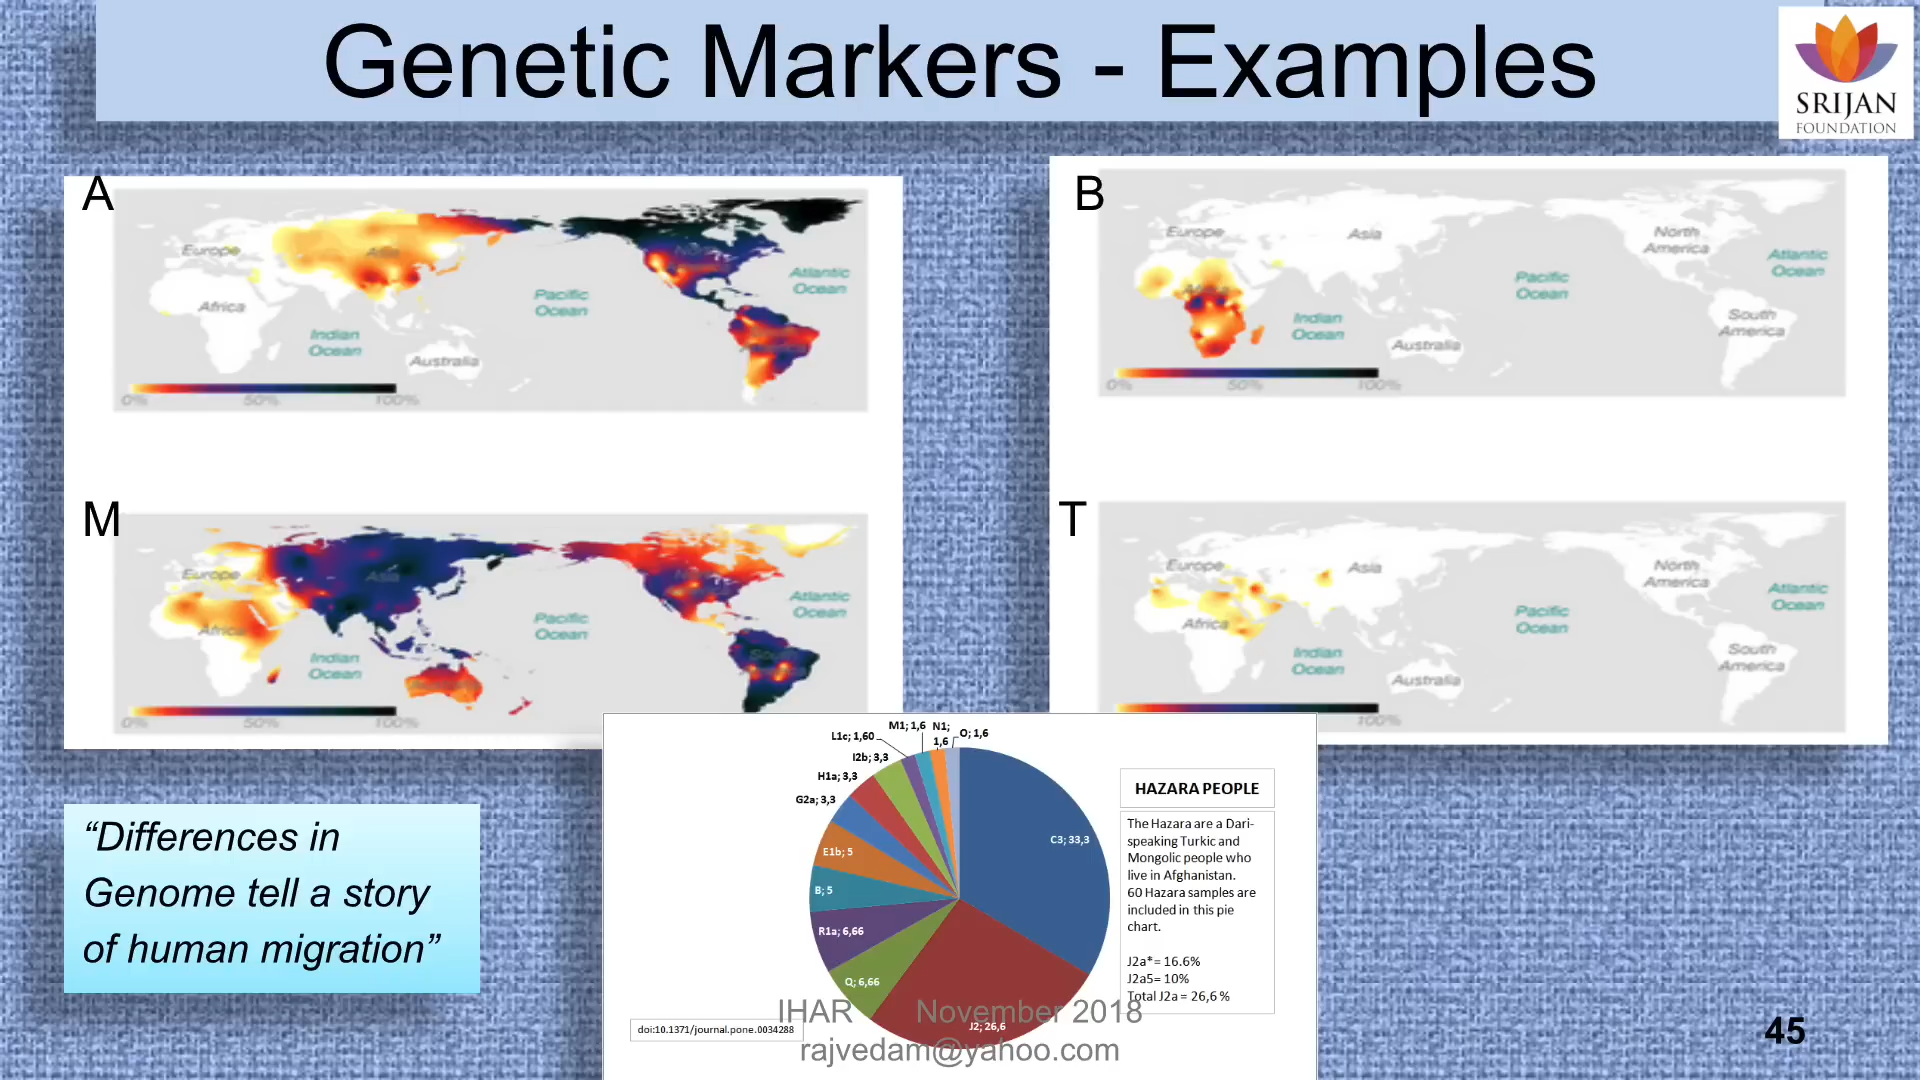 Genetic Markers - Examples
SRIJAN
FOUNDATION
A
Europe
Asia
Africa
Indian
Ocean
Australia
Pacific
Ocean
Atlantic
Ocean
0% 50% 100%
B
Europe
Asia
Africa
Indian
Ocean
Australia
Pacific
Ocean
North
America
Atlantic
Ocean
South
America
0% 50% 100%
M
Europe
Asia
Africa
Indian
Ocean
Pacific
Ocean
Atlantic
Ocean
0% 50% 100%
T
Europe
Asia
Africa
Indian
Ocean
Australia
Pacific
Ocean
North
America
Atlantic
Ocean
South
America
100%
“Differences in
Genome tell a story
of human migration”
M1; 1,6
N1;
1,6
O; 1,6
L1c; 1,60
I2b; 3,3
H1a; 3,3
G2a; 3,3
E1b; 5
B; 5
R1a; 6,66
Q; 6,66
C3; 33,3
J2; 26,6
HAZARA PEOPLE
The Hazara are a Dari-
speaking Turkic and
Mongolic people who
live in Afghanistan.
60 Hazara samples are
included in this pie
chart.
J2a*= 16.6%
J2a5= 10%
Total J2a = 26,6 %
doi:10.1371/journal.pone.0034288
IHAR November 2018
rajvedam@yahoo.com
45